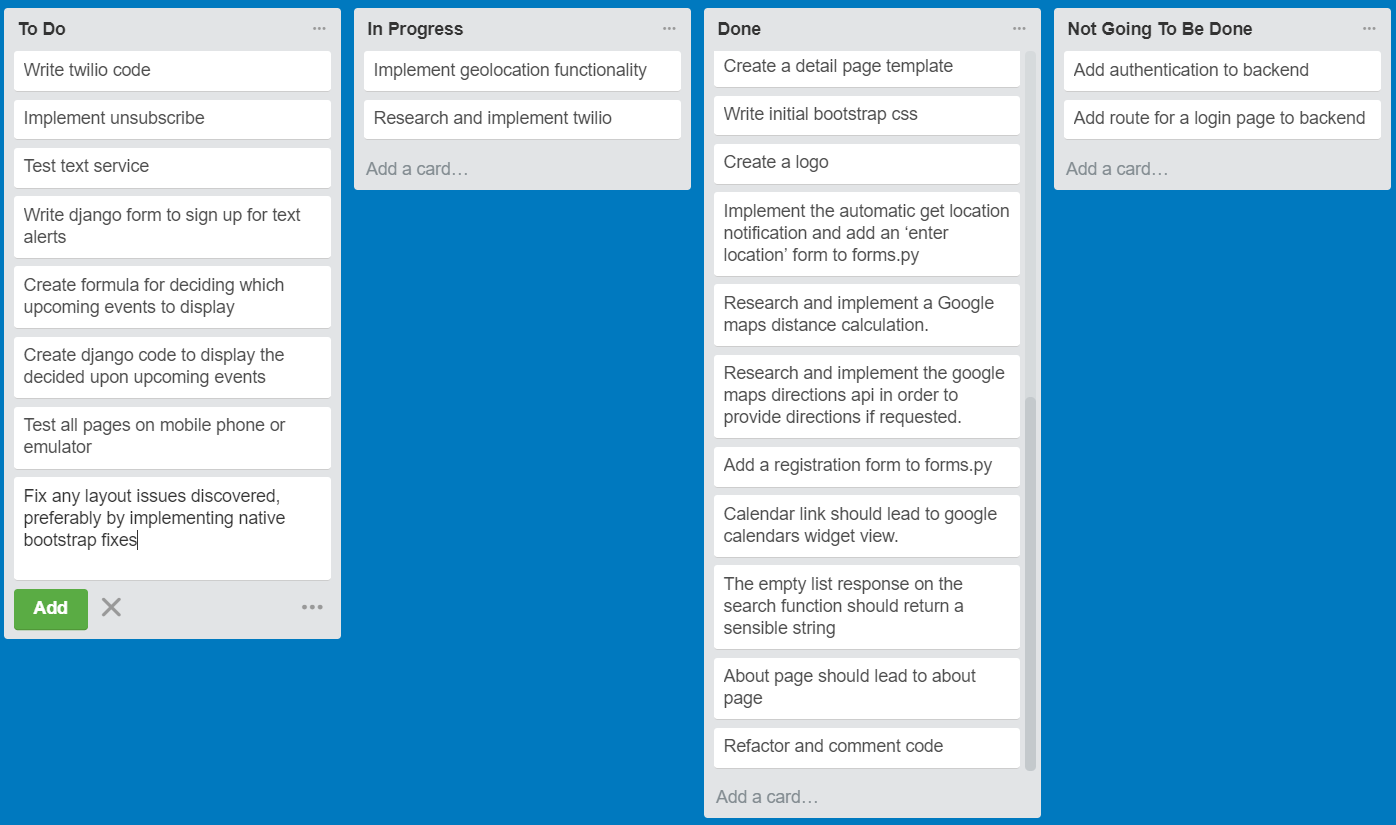 To Do
Write twilio code
Implement unsubscribe
Test text service
Write django form to sign up for text
alerts
Create formula for deciding which
upcoming events to display
Create django code to display the
decided upon upcoming events
Test all pages on mobile phone or
emulator
Fix any layout issues discovered,
preferably by implementing native
bootstrap fixes
Add
In Progress
Implement geolocation functionality
Research and implement twilio
Add a card…
Done
Create a detail page template
Write initial bootstrap css
Create a logo
Implement the automatic get location
notification and add an ‘enter
location’ form to forms.py
Research and implement a Google
maps distance calculation.
Research and implement the google
maps directions api in order to
provide directions if requested.
Add a registration form to forms.py
Calendar link should lead to google
calendars widget view.
The empty list response on the
search function should return a
sensible string
About page should lead to about
page
Refactor and comment code
Add a card…
Not Going To Be Done
Add authentication to backend
Add route for a login page to backend
Add a card…